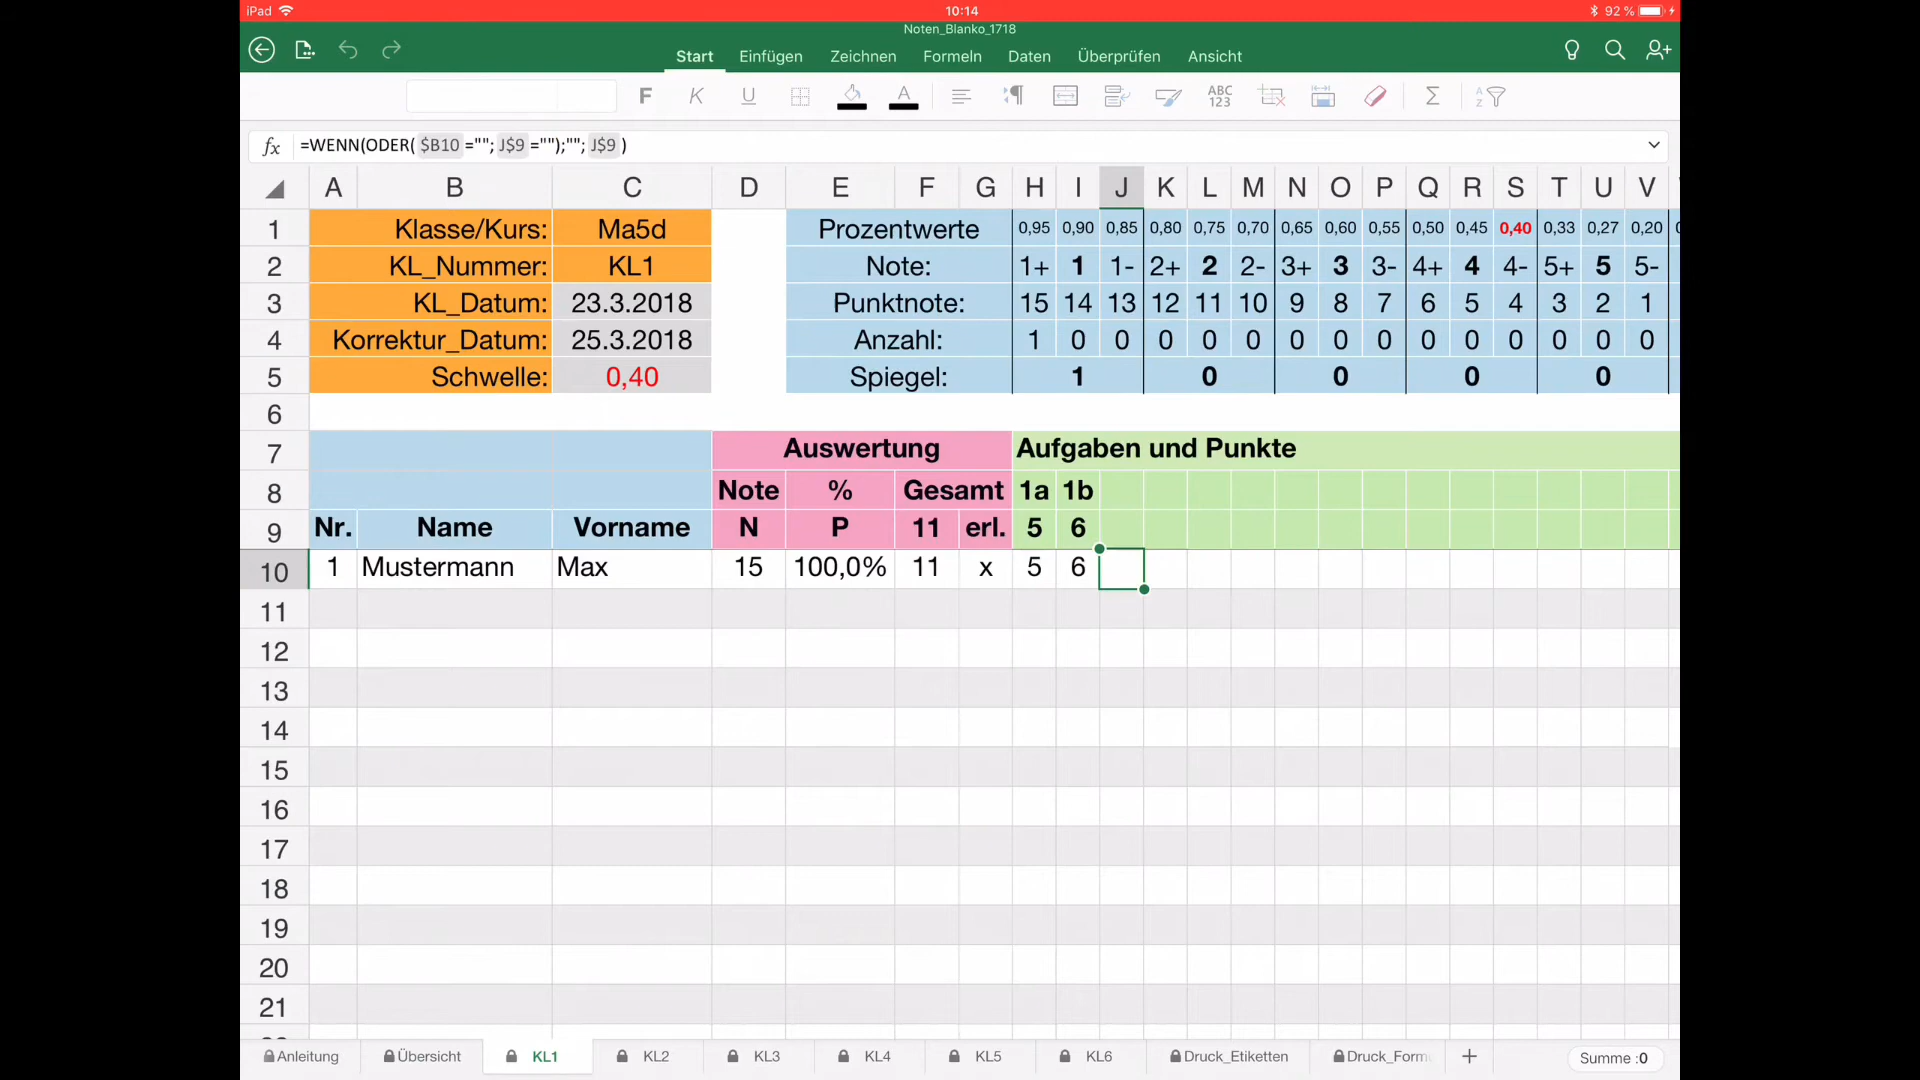 iPad 10:14 92 %
Noten_Blanko_1718
Start Einfügen Zeichnen Formeln Daten Überprüfen Ansicht
F K U A ABC 123 Σ A Z
fx =WENN(ODER( $B10 =""; J$9 ="");""; J$9 )
A B C D E F G H I J K L M N O P Q R S T U V
1 Klasse/Kurs: Ma5d Prozentwerte 0,95 0,90 0,85 0,80 0,75 0,70 0,65 0,60 0,55 0,50 0,45 0,40 0,33 0,27 0,20
2 KL_Nummer: KL1 Note: 1+ 1 1- 2+ 2 2- 3+ 3 3- 4+ 4 4- 5+ 5 5-
3 KL_Datum: 23.3.2018 Punktnote: 15 14 13 12 11 10 9 8 7 6 5 4 3 2 1
4 Korrektur_Datum: 25.3.2018 Anzahl: 1 0 0 0 0 0 0 0 0 0 0 0 0 0 0
5 Schwelle: 0,40 Spiegel: 1 0 0 0 0
6
7 Auswertung Aufgaben und Punkte
8 Note % Gesamt 1a 1b
9 Nr. Name Vorname N P 11 erl. 5 6
10 1 Mustermann Max 15 100,0% 11 x 5 6
11
12
13
14
15
16
17
18
19
20
21
Anleitung Übersicht KL1 KL2 KL3 KL4 KL5 KL6 Druck_Etiketten Druck_Form + Summe :0